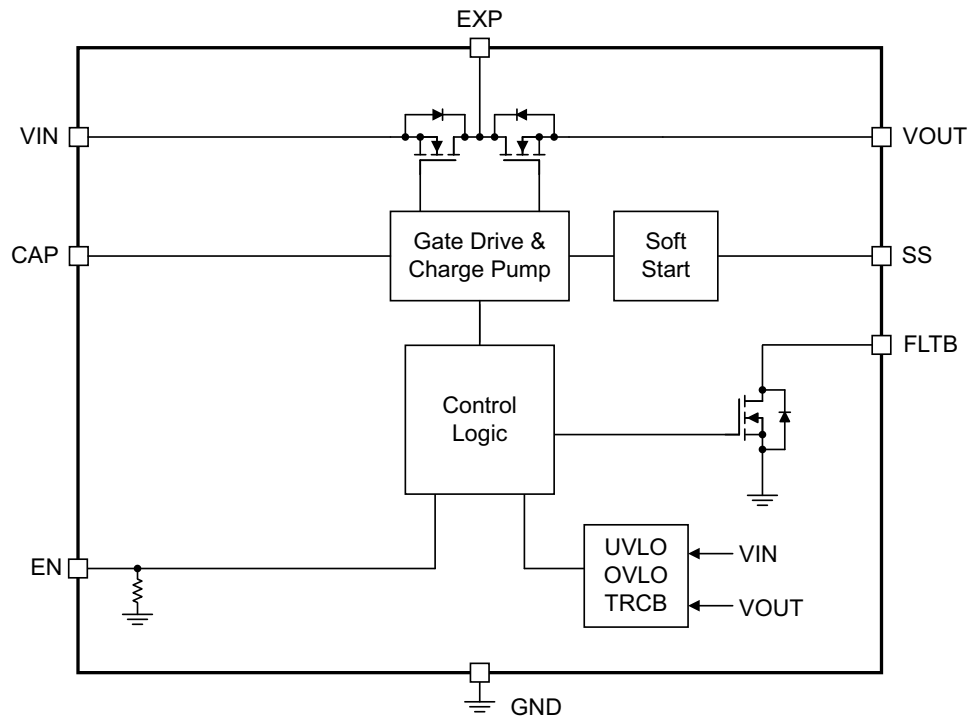 EXP
VIN
VOUT
CAP
Gate Drive &
Charge Pump
Soft
Start
SS
FLTB
Control
Logic
EN
UVLO
OVLO
TRCB
VIN
VOUT
GND